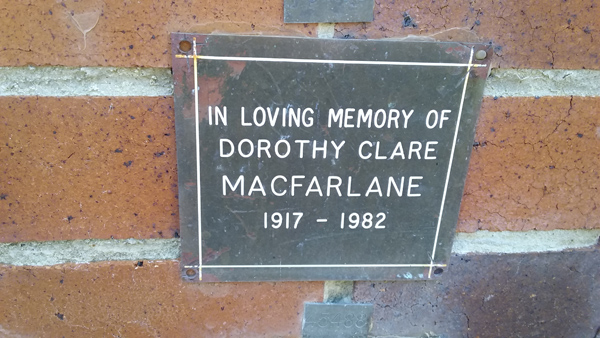 IN LOVING MEMORY OF
DOROTHY CLARE
MACFARLANE
1917 - 1982